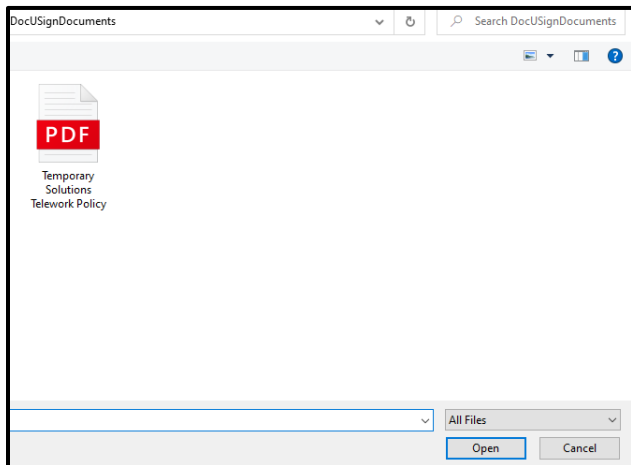 DocUSignDocuments
Search DocUSignDocuments
?
PDF
Temporary
Solutions
Telework Policy
All Files
Open
Cancel